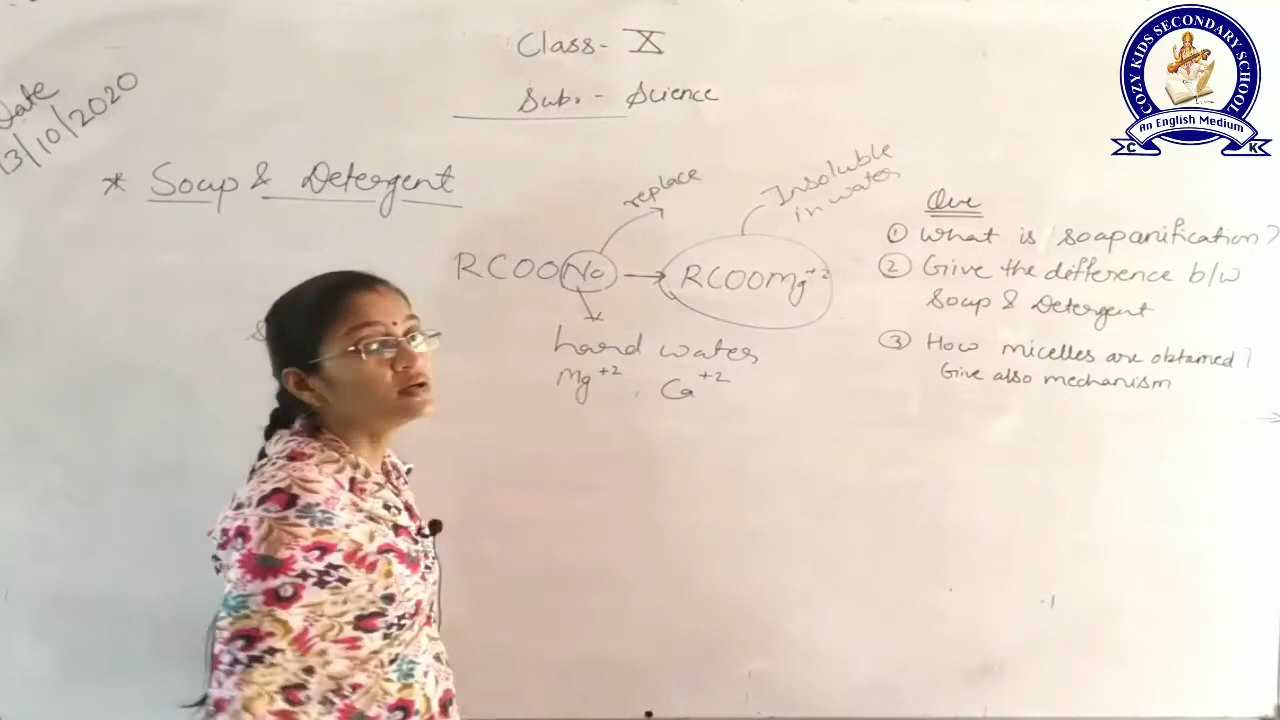 Date
13/10/2020
Class- X
Sub:- Science
* Soap & Detergent
RCOONa → RCOOMg+2
replace
Insoluble
in water
hard water
Mg+2, Ca+2
Que
① What is soapanification?
② Give the difference b/w
Soap & Detergent
③ How micelles are obtained?
Give also mechanism
COZY KIDS SECONDARY SCHOOL
An English Medium
C K